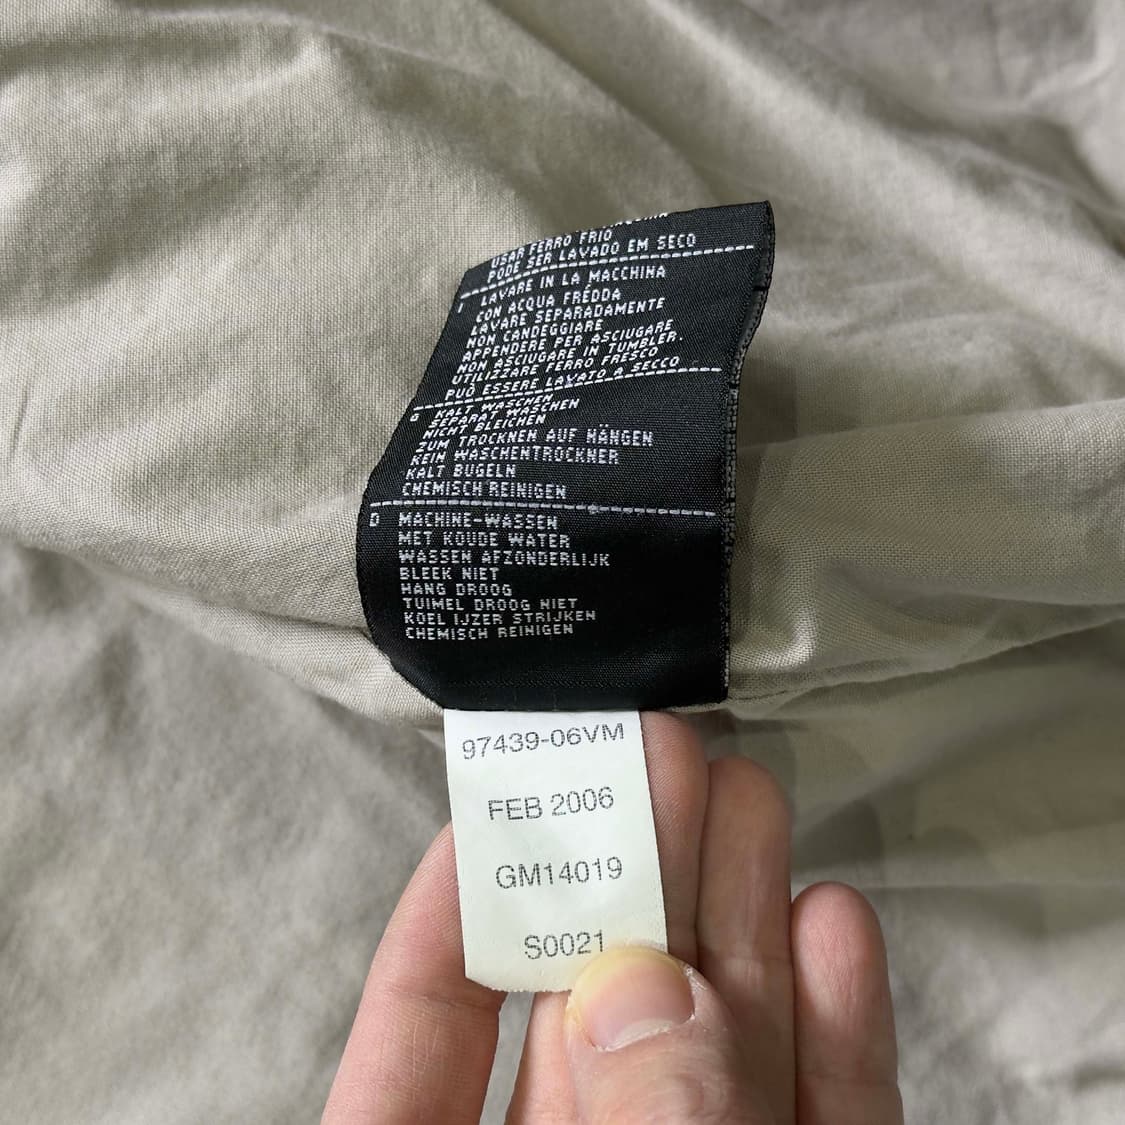 USAR FERRO FRIO
PODE SER LAVADO EM SECO
I LAVARE IN LA MACCHINA
CON ACQUA FRÉDDA
LAVARE SEPARADAMENTE
NON CANDEGGIARE
APPENDERE PER ASCIUGARE
NON ASCIUGARE IN TUMBLER.
UTILIZZARE FERRO FRESCO
PUÒ ESSERE LAVATO A SECCO
G KALT WASCHEN
SEPARAT WASCHEN
NICHT BLEICHEN
ZUM TROCKNEN AUF HÄNGEN
KEIN WASCHENTROCKNER
KALT BUGELN
CHEMISCH REINIGEN
D MACHINE-WASSEN
MET KOUDE WATER
WASSEN AFZONDERLIJK
BLEEK NIET
HANG DROOG
TUIMEL DROOG NIET
KOEL IJZER STRIJKEN
CHEMISCH REINIGEN
97439-06VM
FEB 2006
GM14019
S0021